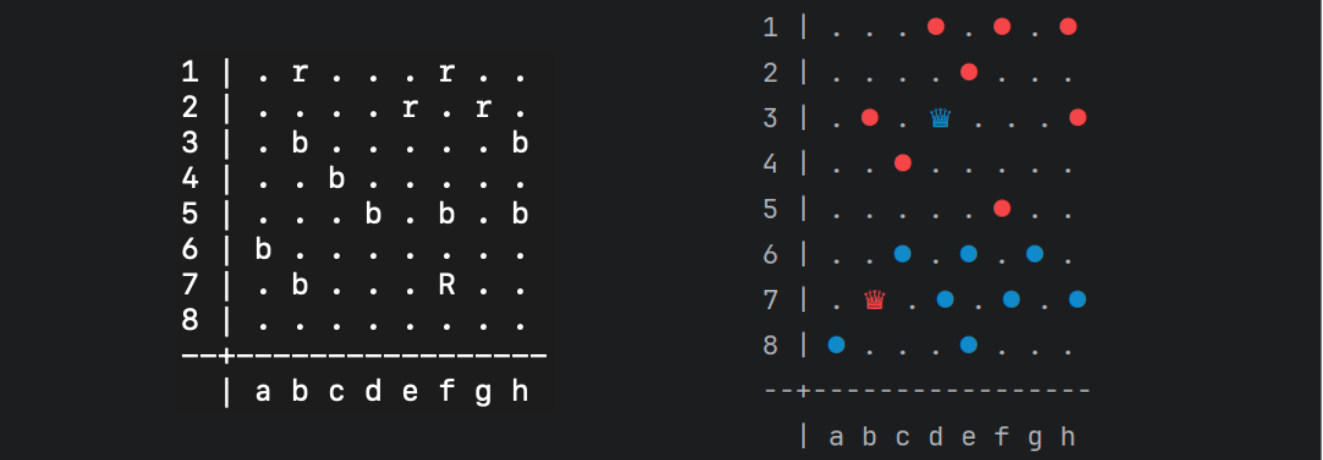 1 | . r . . . r . .
2 | . . . . r . r .
3 | . b . . . . . b
4 | . . b . . . . .
5 | . . . b . b . b
6 | b . . . . . . .
7 | . b . . . R . .
8 | . . . . . . . .
--+----------------
| a b c d e f g h
1 | . . . ● . ● . ●
2 | . . . . ● . . .
3 | . ● . ♛ . . . ●
4 | . . ● . . . . .
5 | . . . . . ● . .
6 | . . ● . ● . ● .
7 | . ♛ . ● . ● . ●
8 | ● . . . ● . . .
--+----------------
| a b c d e f g h